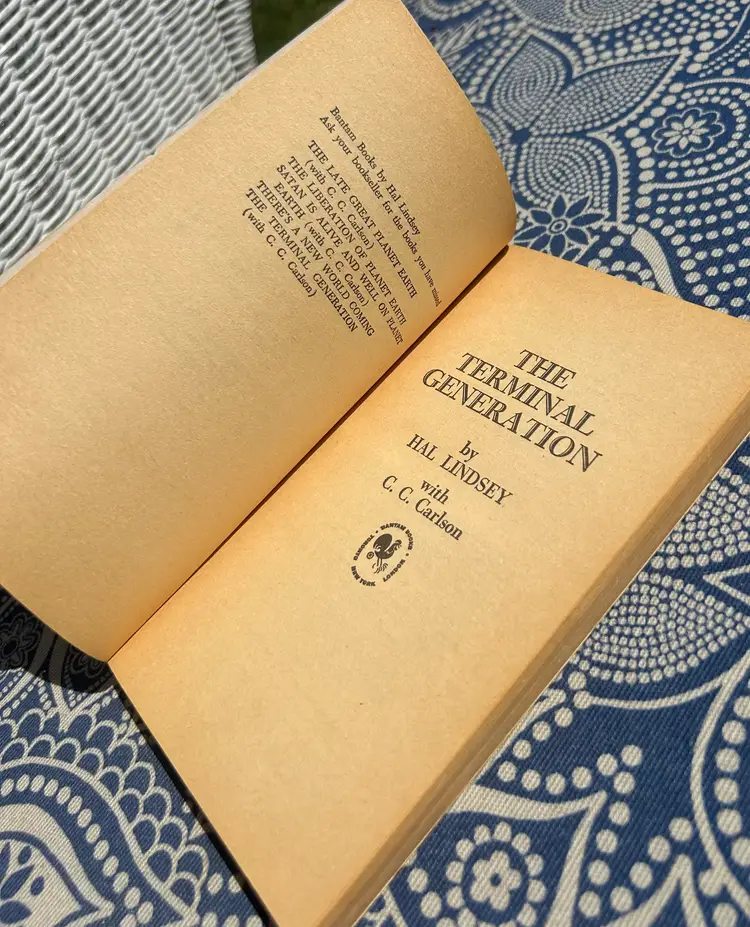 Bantam Books by Hal Lindsey
Ask your bookseller for the books you have missed
THE LATE GREAT PLANET EARTH
(with C. C. Carlson)
THE LIBERATION OF PLANET EARTH
SATAN IS ALIVE AND WELL ON PLANET
EARTH (with C. C. Carlson)
THERE'S A NEW WORLD COMING
THE TERMINAL GENERATION
(with C. C. Carlson)
THE
TERMINAL
GENERATION
by
HAL LINDSEY
with
C. C. Carlson
TORONTO • BANTAM BOOKS •
NEW YORK LONDON